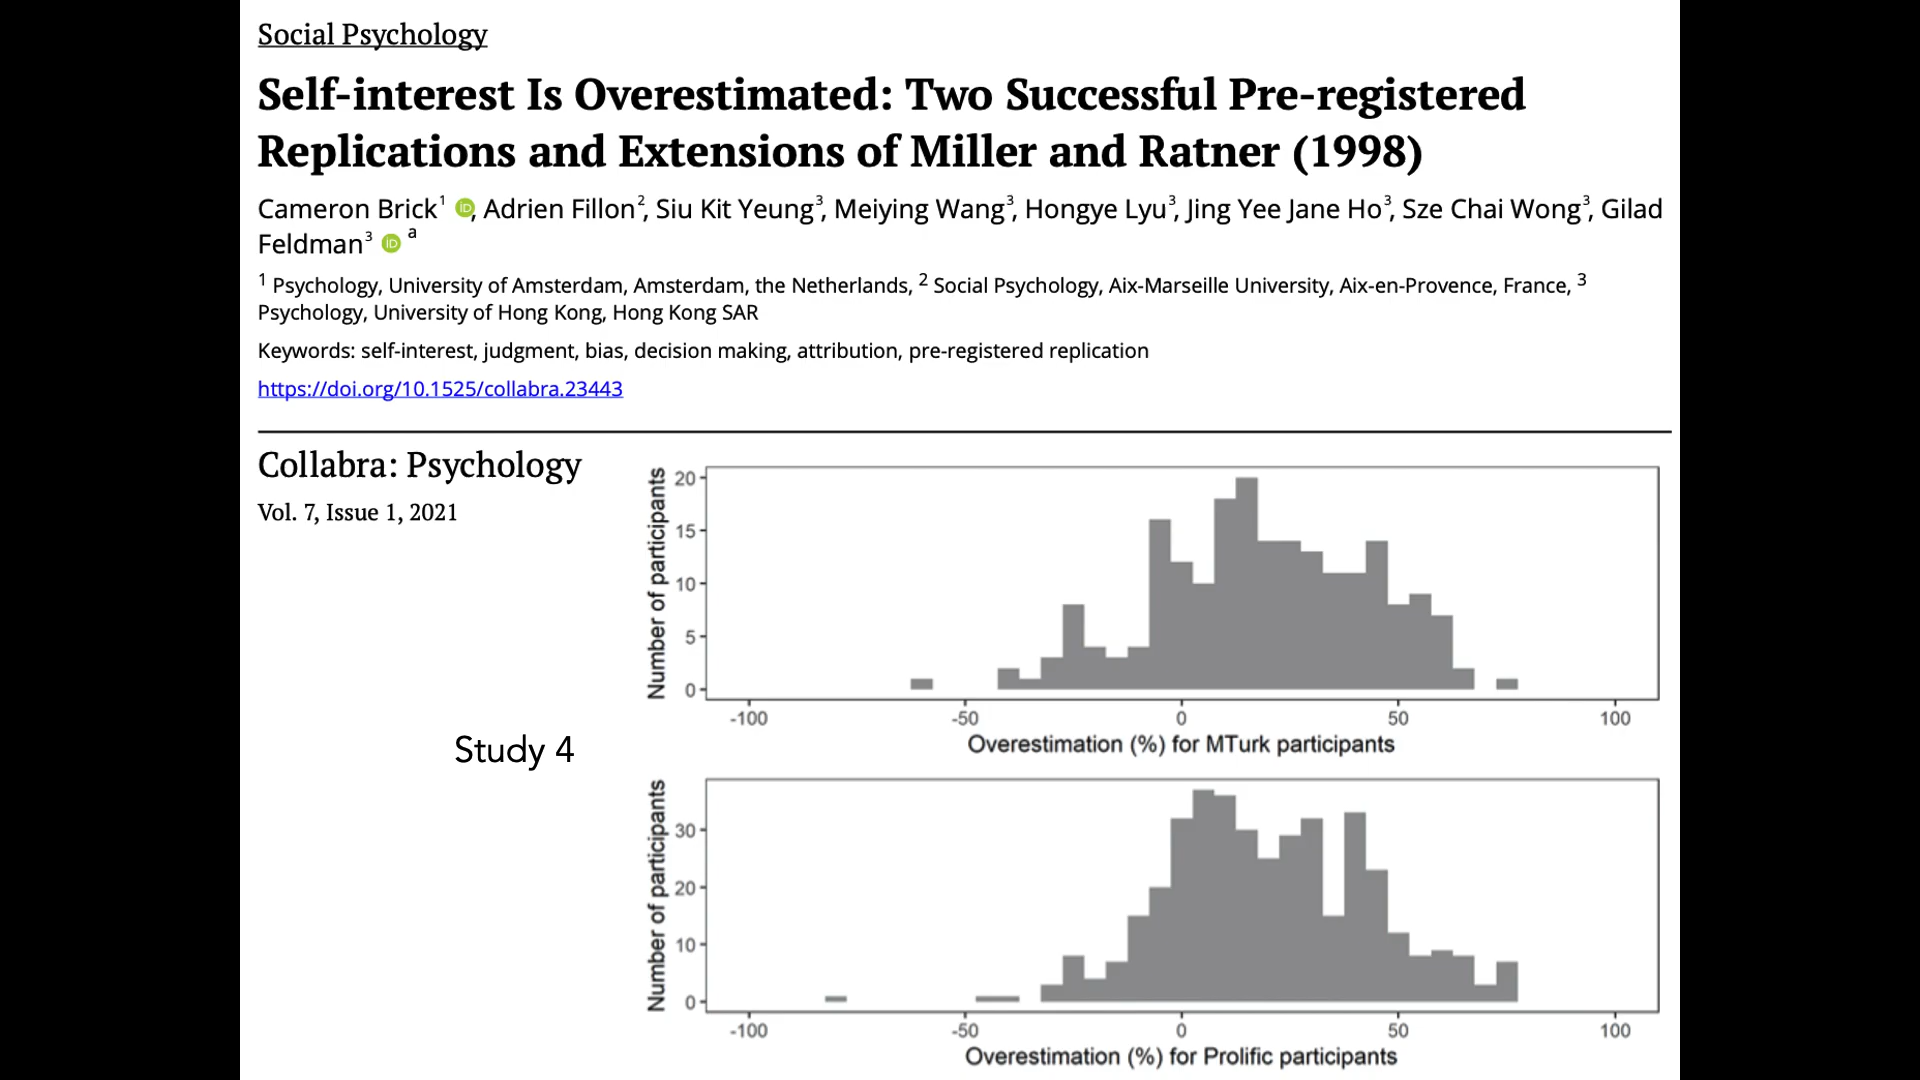 Social Psychology
Self-interest Is Overestimated: Two Successful Pre-registered
Replications and Extensions of Miller and Ratner (1998)
Cameron Brick1 iD, Adrien Fillon2, Siu Kit Yeung3, Meiying Wang3, Hongye Lyu3, Jing Yee Jane Ho3, Sze Chai Wong3, Gilad
Feldman3 iD a
1 Psychology, University of Amsterdam, Amsterdam, the Netherlands, 2 Social Psychology, Aix-Marseille University, Aix-en-Provence, France, 3
Psychology, University of Hong Kong, Hong Kong SAR
Keywords: self-interest, judgment, bias, decision making, attribution, pre-registered replication
https://doi.org/10.1525/collabra.23443
Collabra: Psychology
Vol. 7, Issue 1, 2021
Study 4
Number of participants
20
15
10
5
0
-100 -50 0 50 100
Overestimation (%) for MTurk participants
Number of participants
30
20
10
0
-100 -50 0 50 100
Overestimation (%) for Prolific participants